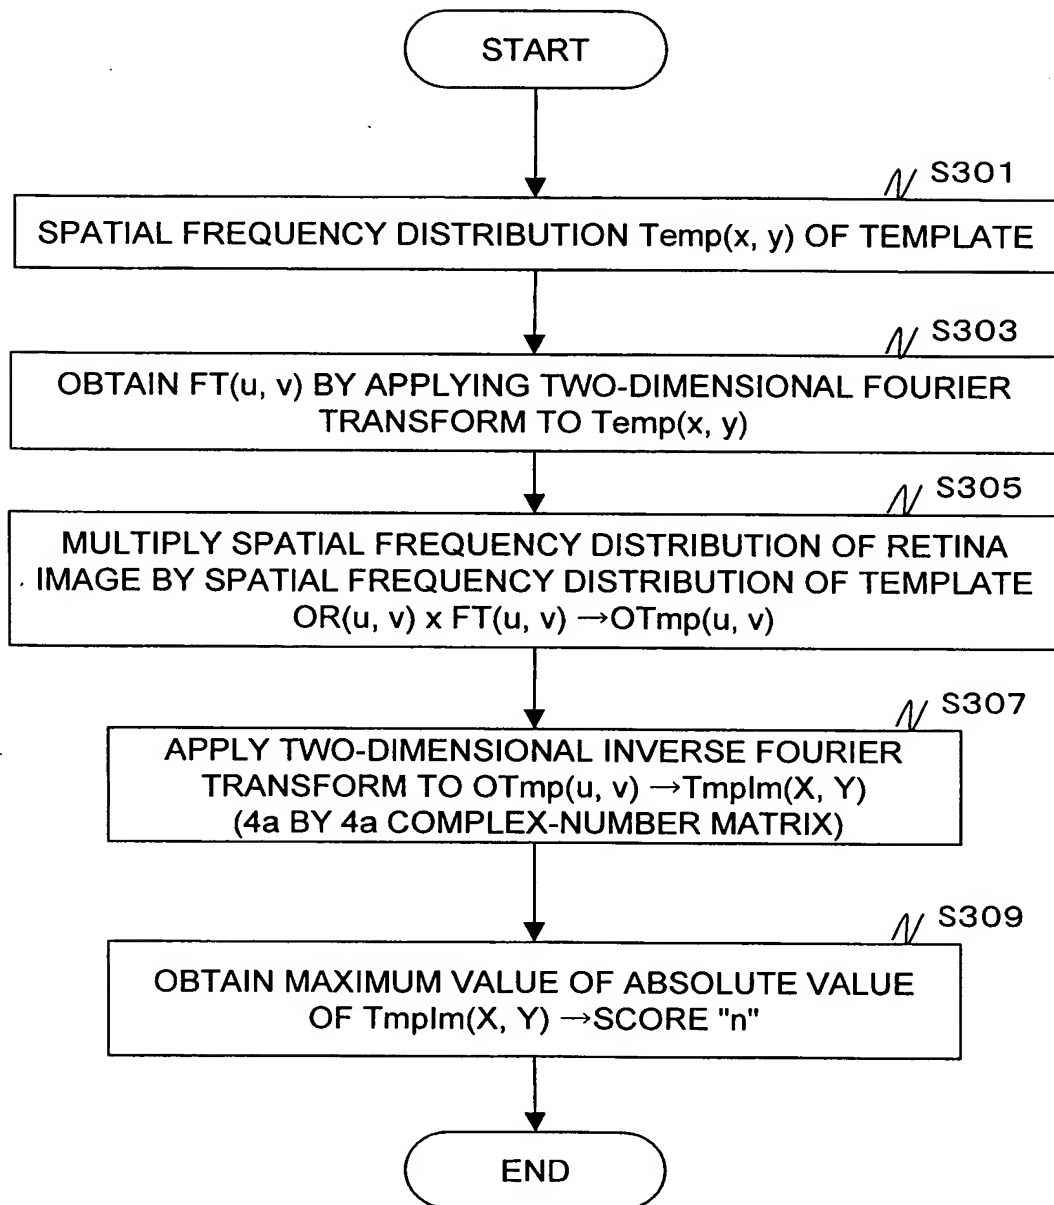 START
S301
SPATIAL FREQUENCY DISTRIBUTION Temp(x, y) OF TEMPLATE
S303
OBTAIN FT(u, v) BY APPLYING TWO-DIMENSIONAL FOURIER
TRANSFORM TO Temp(x, y)
S305
MULTIPLY SPATIAL FREQUENCY DISTRIBUTION OF RETINA
IMAGE BY SPATIAL FREQUENCY DISTRIBUTION OF TEMPLATE
OR(u, v) x FT(u, v) →OTmp(u, v)
S307
APPLY TWO-DIMENSIONAL INVERSE FOURIER
TRANSFORM TO OTmp(u, v) →TmpIm(X, Y)
(4a BY 4a COMPLEX-NUMBER MATRIX)
S309
OBTAIN MAXIMUM VALUE OF ABSOLUTE VALUE
OF TmpIm(X, Y) →SCORE "n"
END